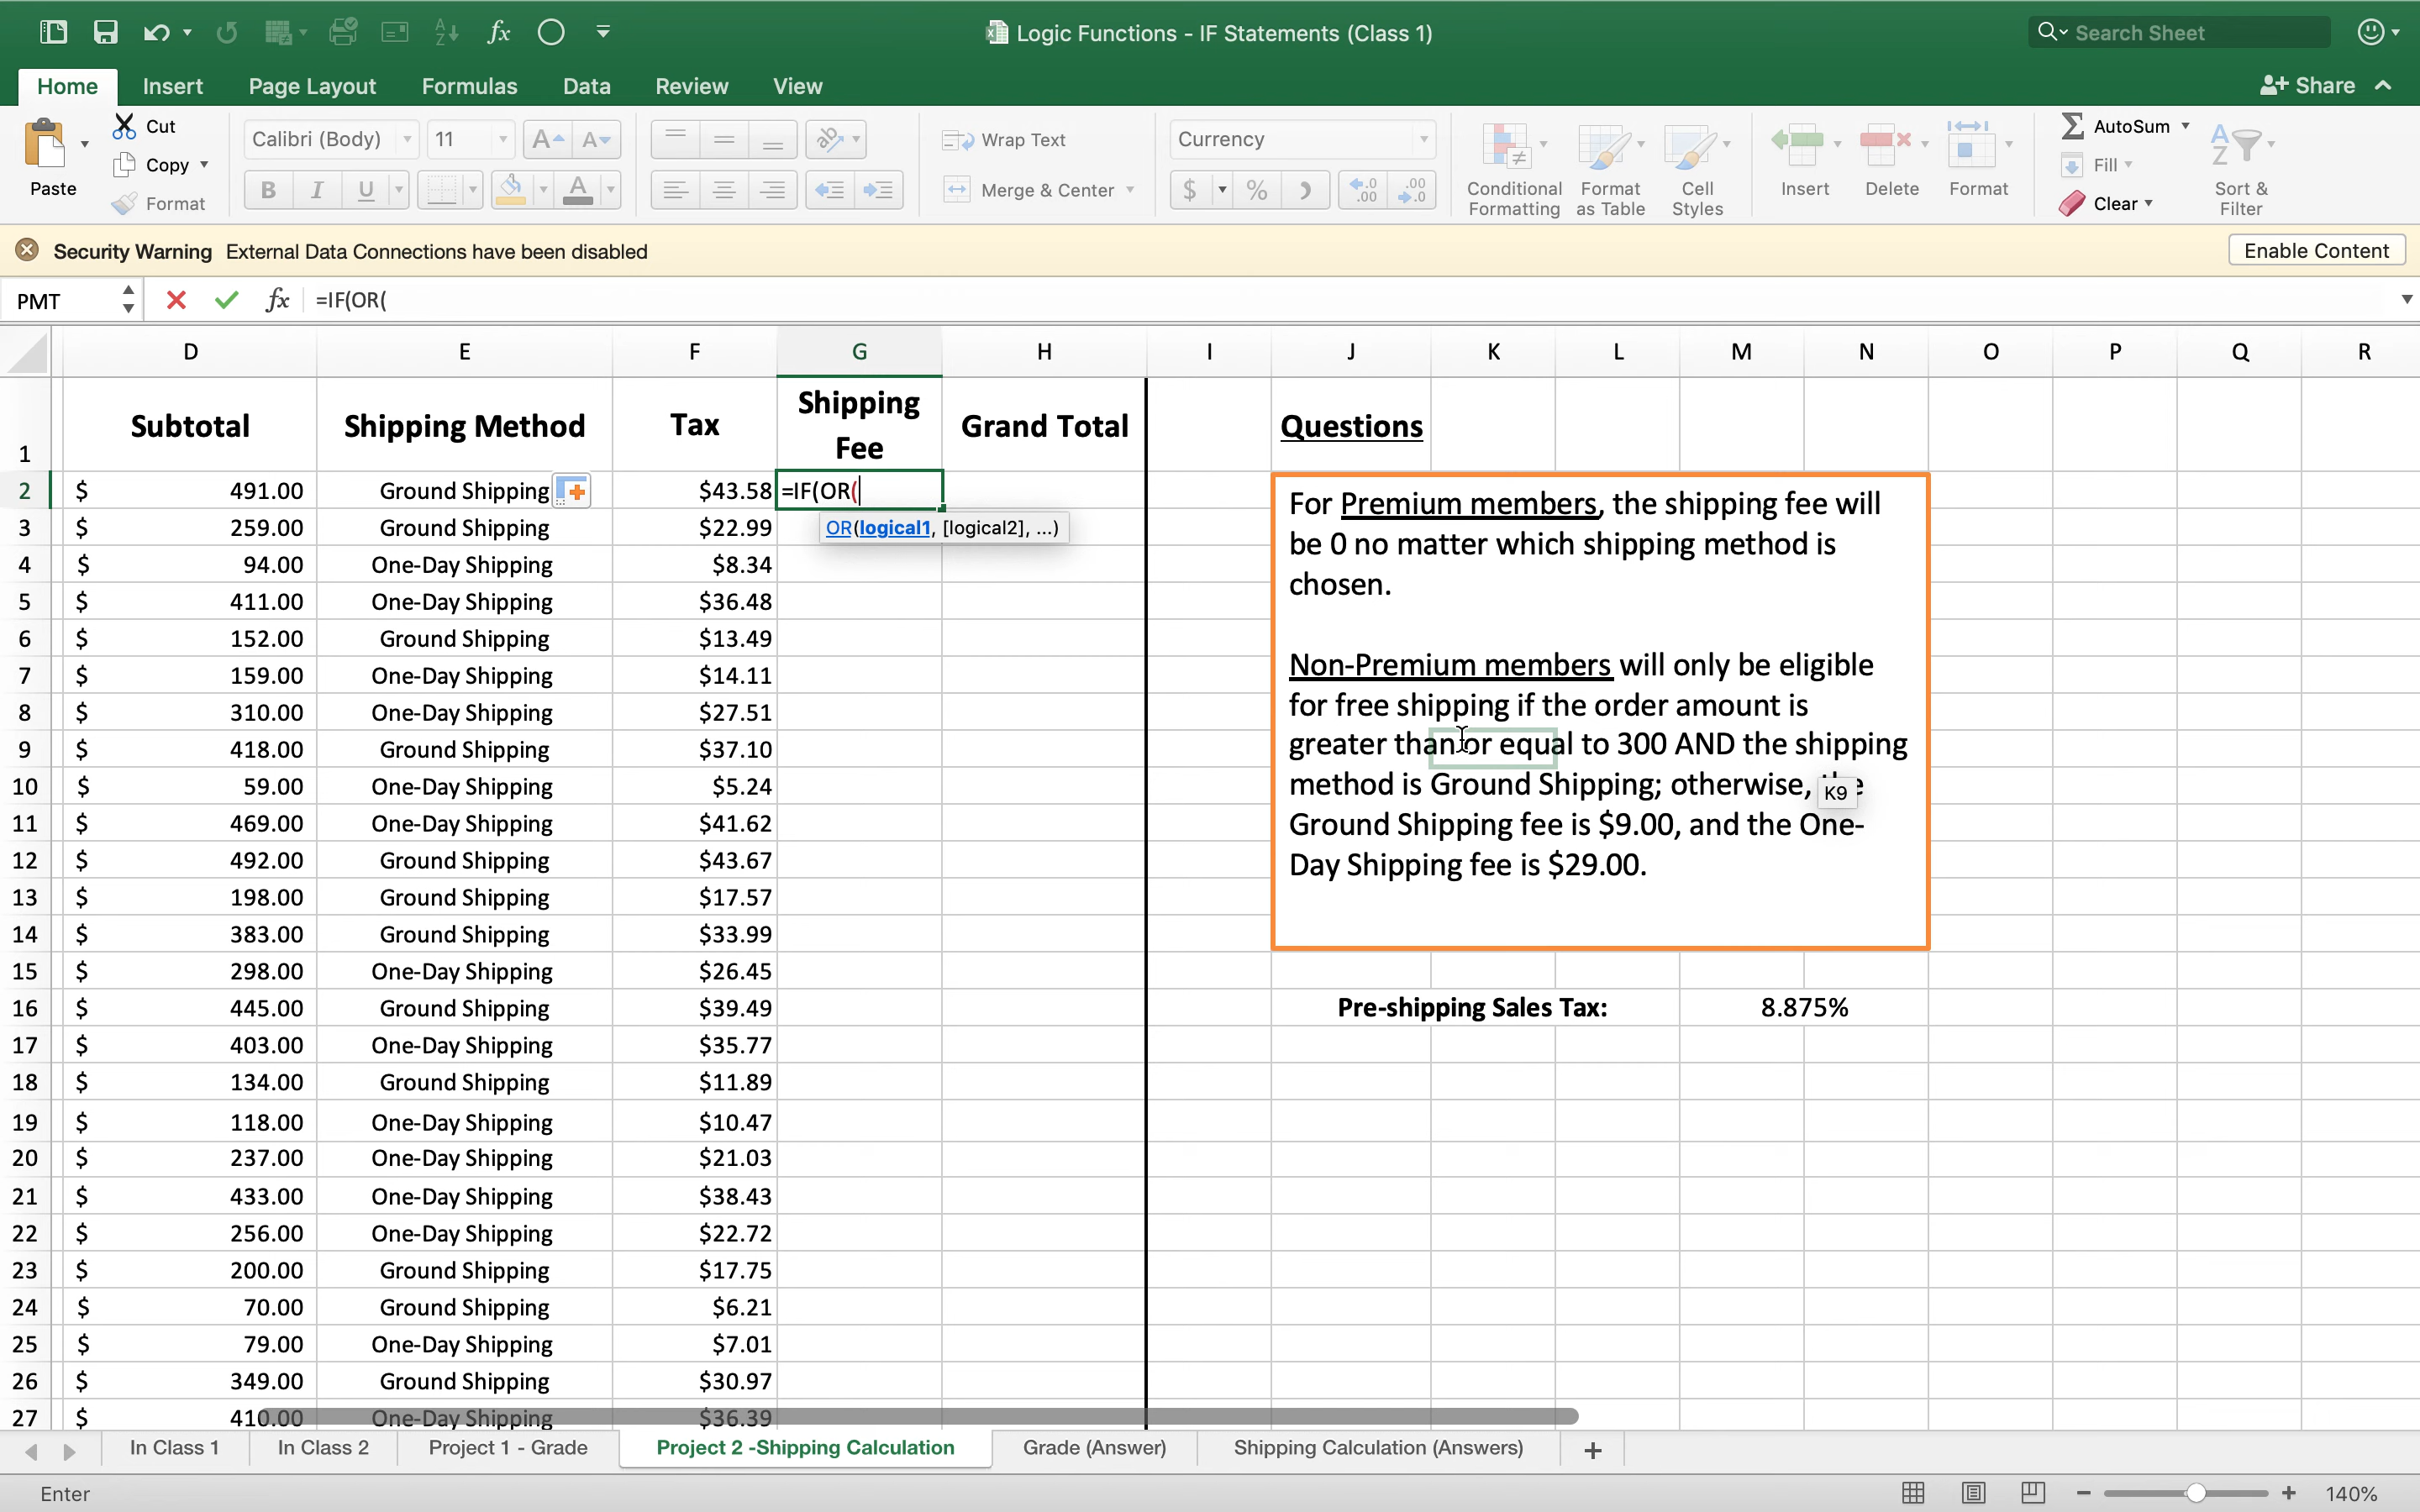 Logic Functions - IF Statements (Class 1)
Search Sheet
Home Insert Page Layout Formulas Data Review View
Share
Paste
Cut
Copy
Format
Calibri (Body) 11
B I U
Wrap Text
Merge & Center
Currency
$ % )
Conditional Formatting
Format as Table
Cell Styles
Insert
Delete
Format
AutoSum
Fill
Clear
Sort & Filter
Security Warning External Data Connections have been disabled
Enable Content
PMT fx =IF(OR(
D E F G H I J K L M N O P Q R
1 Subtotal Shipping Method Tax Shipping Fee Grand Total Questions
2 $ 491.00 Ground Shipping $43.58 =IF(OR(
OR(logical1, [logical2], ...)
3 $ 259.00 Ground Shipping $22.99
4 $ 94.00 One-Day Shipping $8.34
5 $ 411.00 One-Day Shipping $36.48
6 $ 152.00 Ground Shipping $13.49
7 $ 159.00 One-Day Shipping $14.11
8 $ 310.00 One-Day Shipping $27.51
9 $ 418.00 Ground Shipping $37.10
10 $ 59.00 One-Day Shipping $5.24
11 $ 469.00 One-Day Shipping $41.62
12 $ 492.00 Ground Shipping $43.67
13 $ 198.00 Ground Shipping $17.57
14 $ 383.00 Ground Shipping $33.99
15 $ 298.00 One-Day Shipping $26.45
16 $ 445.00 Ground Shipping $39.49
17 $ 403.00 One-Day Shipping $35.77
18 $ 134.00 Ground Shipping $11.89
19 $ 118.00 One-Day Shipping $10.47
20 $ 237.00 One-Day Shipping $21.03
21 $ 433.00 One-Day Shipping $38.43
22 $ 256.00 One-Day Shipping $22.72
23 $ 200.00 Ground Shipping $17.75
24 $ 70.00 Ground Shipping $6.21
25 $ 79.00 One-Day Shipping $7.01
26 $ 349.00 Ground Shipping $30.97
27 $ 410.00 One-Day Shipping $36.39
For Premium members, the shipping fee will
be 0 no matter which shipping method is
chosen.
Non-Premium members will only be eligible
for free shipping if the order amount is
greater than or equal to 300 AND the shipping
method is Ground Shipping; otherwise, the
K9
Ground Shipping fee is $9.00, and the One-
Day Shipping fee is $29.00.
Pre-shipping Sales Tax: 8.875%
In Class 1 In Class 2 Project 1 - Grade Project 2 -Shipping Calculation Grade (Answer) Shipping Calculation (Answers) +
Enter
140%